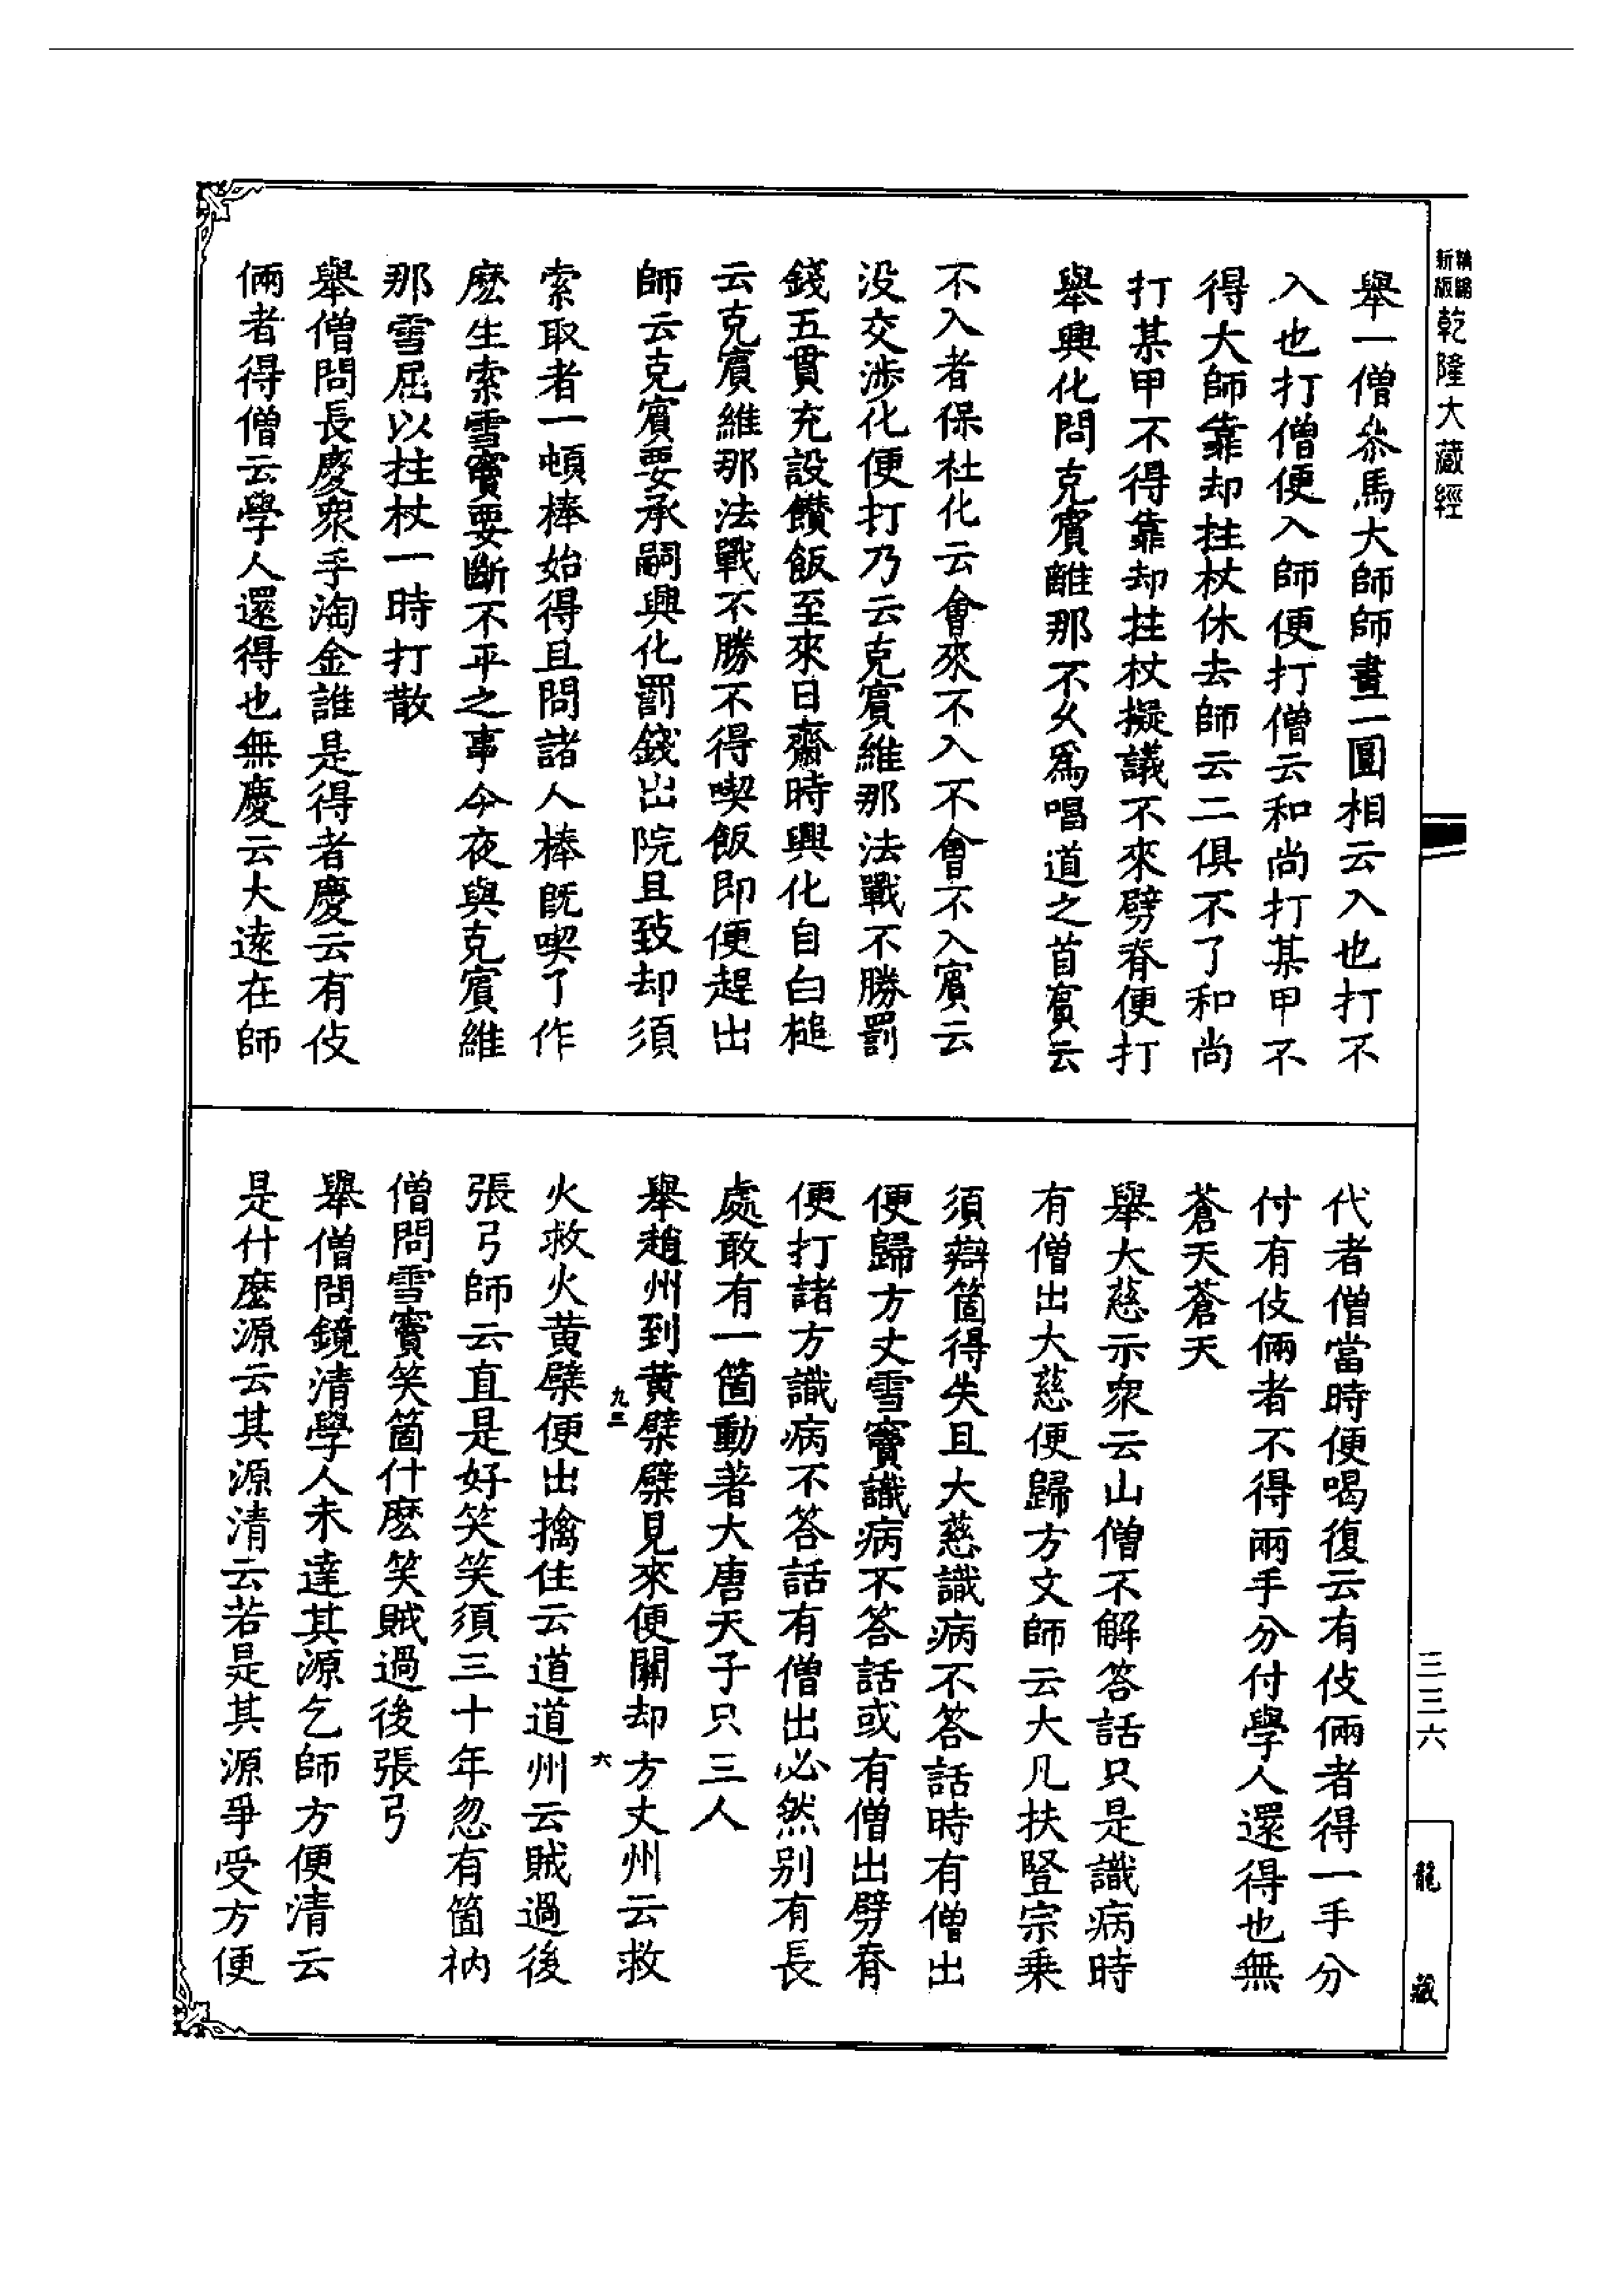 新版精編乾隆大藏經
舉一僧叅馬大師師畫一圓相云入也打不
入也打僧便入師便打僧云和尚打某甲不
得大師靠却拄杖休去師云二俱不了和尚
打某甲不得靠却拄杖擬議不來劈脊便打
舉興化問克賓維那不久爲唱道之首賓云
不入者保社化云會來不入不會不入賓云
没交渉化便打乃云克賓維那法戰不勝罰
錢五貫充設饡飯至來日齋時興化自白槌
云克賓維那法戰不勝不得喫飯即便趕出
師云克賓要承嗣興化罰錢出院且致却須
索取者一頓棒始得且問諸人棒既喫了作
麽生索雪竇要斷不平之事今夜與克賓維
那雪屈以拄杖一時打散
舉僧問長慶衆手淘金誰是得者慶云有伎
倆者得僧云學人還得也無慶云大遠在師
代者僧當時便喝復云有伎倆者得一手分
付有伎倆者不得兩手分付學人還得也無
蒼天蒼天
舉大慈示衆云山僧不解答話只是識病時
有僧出大慈便歸方丈師云大凡扶竪宗乗
須辯箇得失且大慈識病不答話時有僧出
便歸方丈雪竇識病不答話或有僧出劈脊
便打諸方識病不答話有僧出必然别有長
處敢有一箇動著大唐天子只三人
舉趙州到黄檗檗見來便關却方丈州云救
九三
六
火救火黄檗便出擒住云道道州云賊過後
張弓師云直是好笑笑須三十年忽有箇衲
僧問雪竇笑箇什麽笑賊過後張弓
舉僧問鏡清學人未達其源乞師方便清云
是什麽源云其源清云若是其源爭受方便
三三六
龍藏